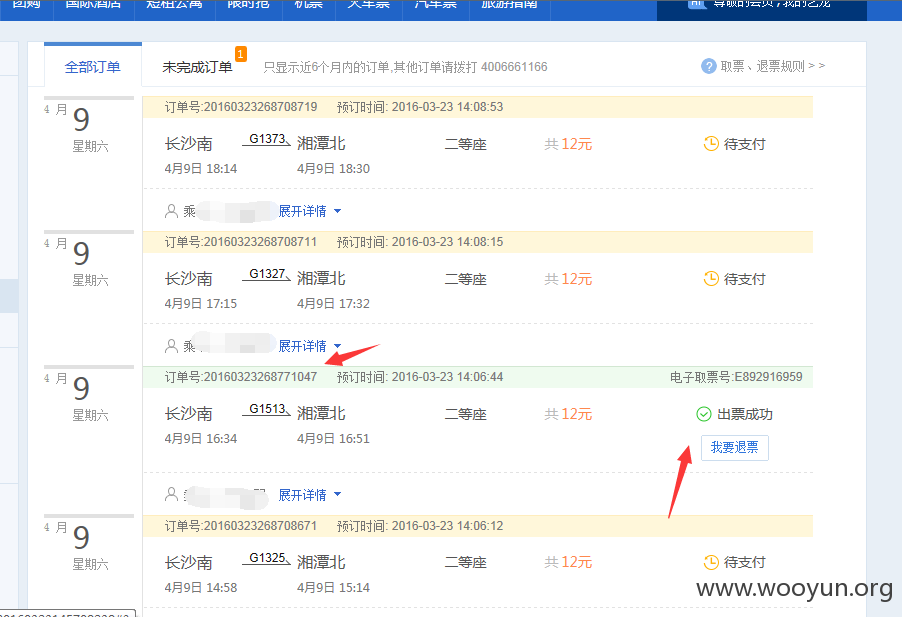 团购 国际酒店 短租公寓 限时抢 机票 火车票 汽车票 旅游指南 Hi 尊敬的会员,我的艺龙
全部订单 未完成订单 1 只显示近6个月内的订单,其他订单请拨打 4006661166 ? 取票、退票规则 > >
4 月 9 星期六
订单号:20160323268708719 预订时间: 2016-03-23 14:08:53
长沙南 G1373 湘潭北 二等座 共 12元 待支付
4月9日 18:14 4月9日 18:30
乘 展开详情
4 月 9 星期六
订单号:20160323268708711 预订时间: 2016-03-23 14:08:15
长沙南 G1327 湘潭北 二等座 共 12元 待支付
4月9日 17:15 4月9日 17:32
乘 展开详情
4 月 9 星期六
订单号:20160323268771047 预订时间: 2016-03-23 14:06:44 电子取票号:E892916959
长沙南 G1513 湘潭北 二等座 共 12元 出票成功
4月9日 16:34 4月9日 16:51
我要退票
展开详情
4 月 9 星期六
订单号:20160323268708671 预订时间: 2016-03-23 14:06:12
长沙南 G1325 湘潭北 二等座 共 12元 待支付
4月9日 14:58 4月9日 15:14
www.wooyun.org